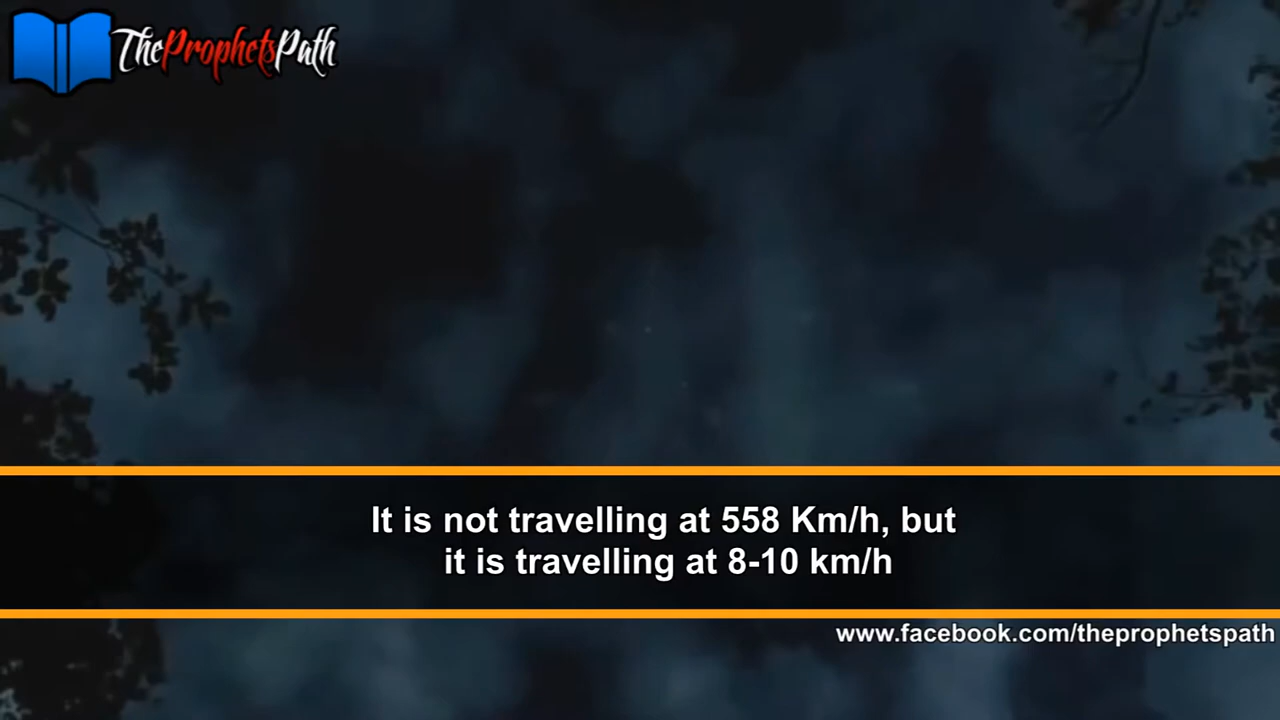 TheProphetsPath
It is not travelling at 558 Km/h, but
it is travelling at 8-10 km/h
www.facebook.com/theprophetspath